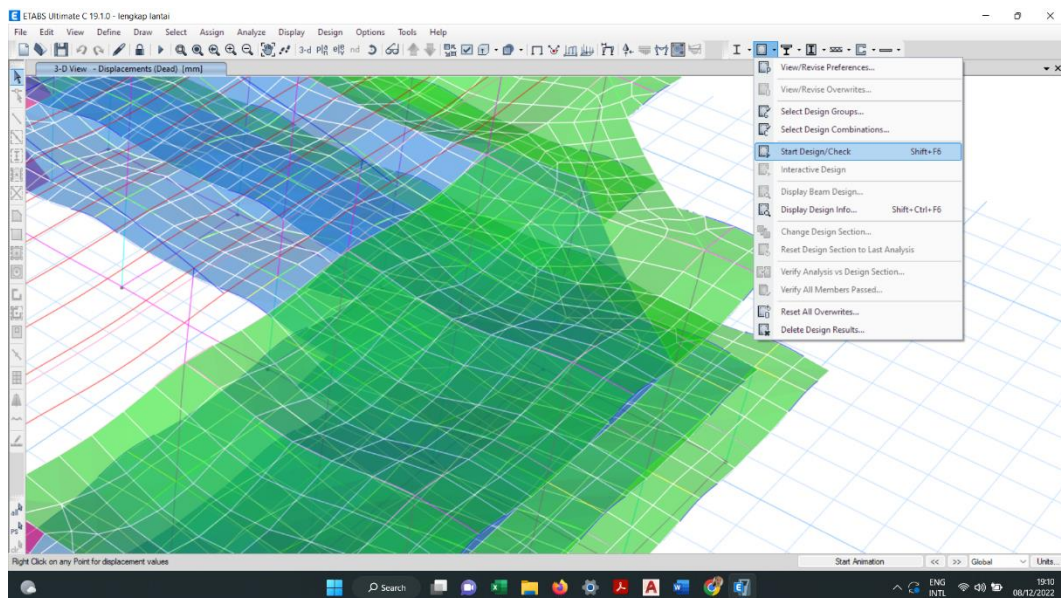 ETABS Ultimate C 19.1.0 - lengkap lantai
File Edit View Define Draw Select Assign Analyze Display Design Options Tools Help
3-d
nd
3-D View - Displacements (Dead) [mm]
View/Revise Preferences...
View/Revise Overwrites...
Select Design Groups...
Select Design Combinations...
Start Design/Check Shift+F6
Interactive Design
Display Beam Design...
Display Design Info... Shift+Ctrl+F6
Change Design Section...
Reset Design Section to Last Analysis
Verify Analysis vs Design Section...
Verify All Members Passed...
Reset All Overwrites...
Delete Design Results...
all
ps
Right Click on any Point for displacement values
Start Animation << >> Global Units...
Search
ENG
INTL
19:10
08/12/2022